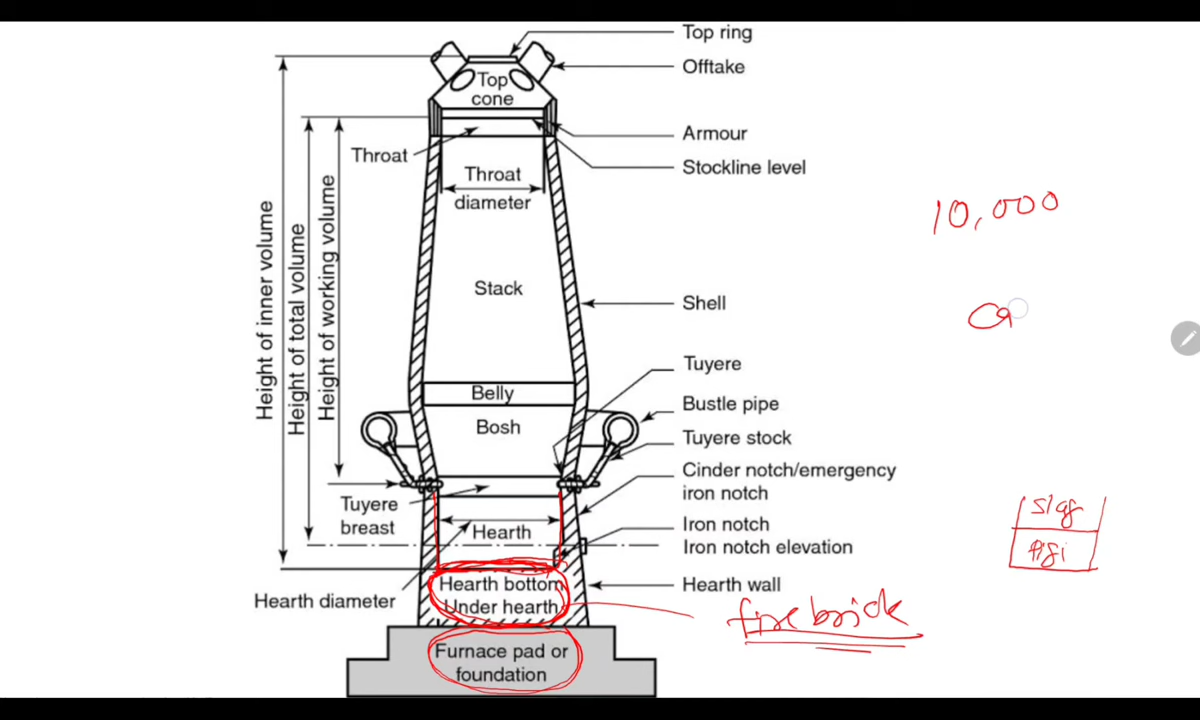 Top ring
Offtake
Top
cone
Armour
Throat
Stockline level
Throat
diameter
10,000
Height of inner volume
Height of total volume
Height of working volume
Stack
Shell
Tuyere
Belly
Bustle pipe
Bosh
Tuyere stock
Cinder notch/emergency
iron notch
Tuyere
breast
Hearth
Iron notch
Iron notch elevation
slag
Hearth bottom
Under hearth
Hearth wall
Hearth diameter
fire brick
Furnace pad or
foundation